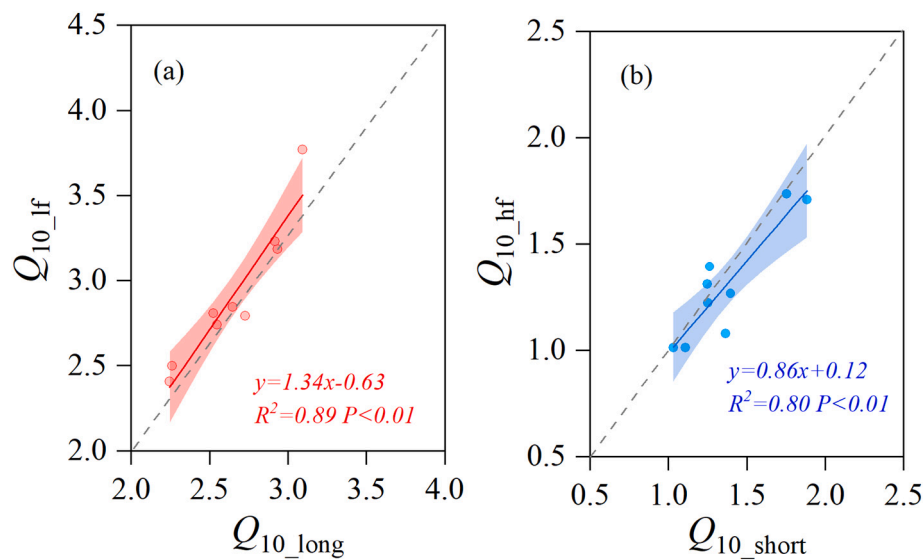 4.5
4.0
3.5
3.0
2.5
2.0
2.0 2.5 3.0 3.5 4.0
(a)
Q10_lf
y=1.34x-0.63
R2=0.89 P<0.01
Q10_long
2.5
2.0
1.5
1.0
0.5
0.5 1.0 1.5 2.0 2.5
(b)
Q10_hf
y=0.86x+0.12
R2=0.80 P<0.01
Q10_short